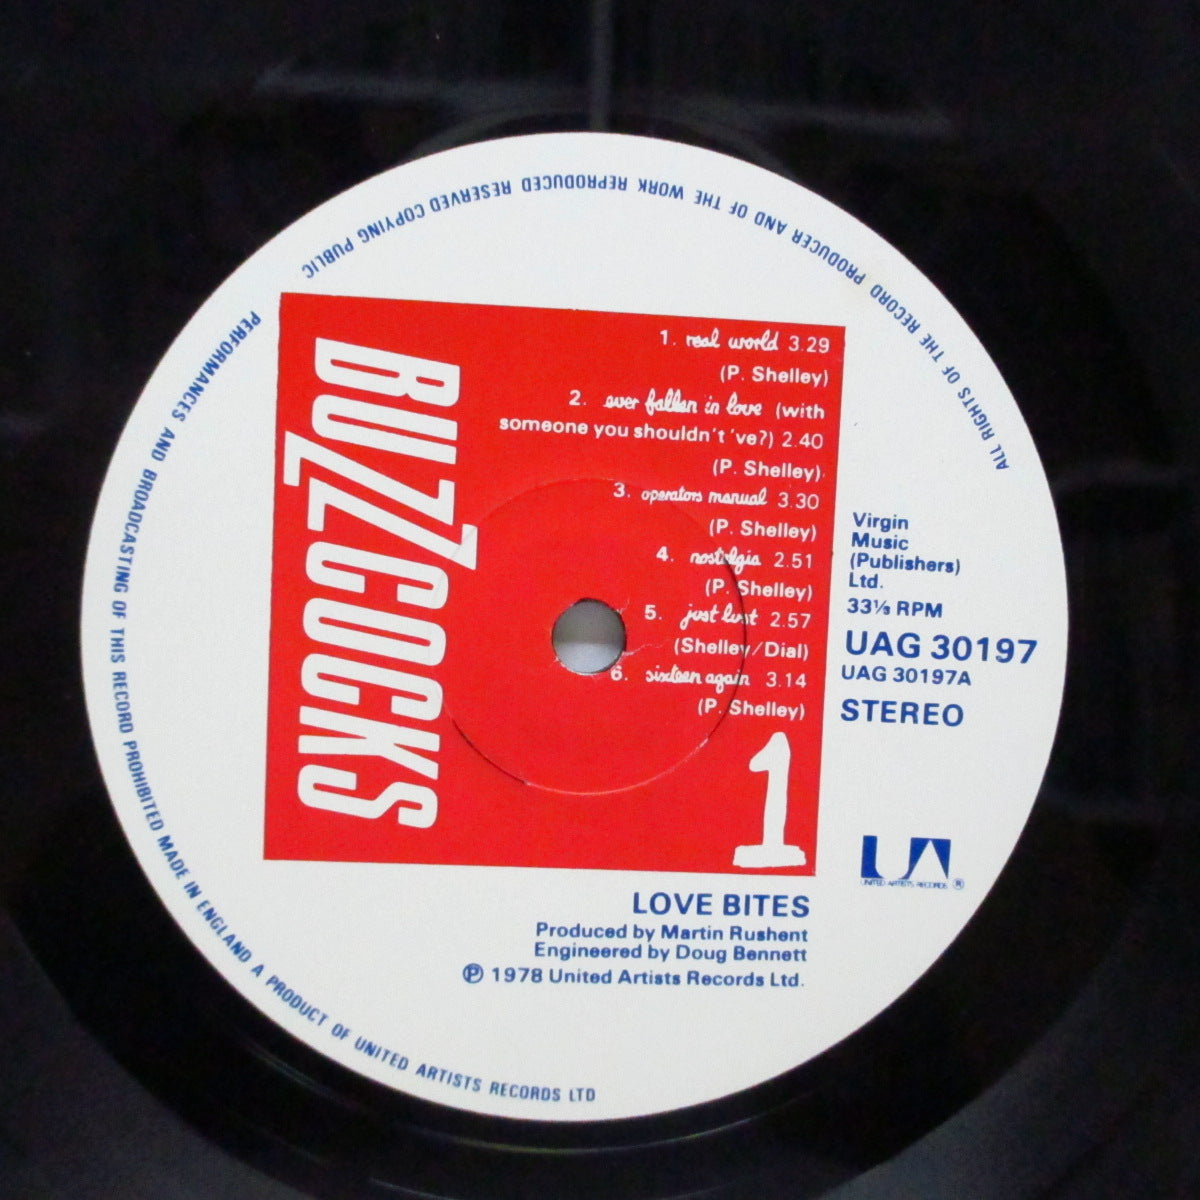 BUZZCOCKS
1. real world 3.29
(P. Shelley)
2. ever fallen in love (with
someone you shouldn't 've?) 2.40
(P. Shelley)
3. operators manual 3.30
(P. Shelley)
4. nostalgia 2.51
(P. Shelley)
5. just lust 2.57
(Shelley/Dial)
6. sixteen again 3.14
(P. Shelley)
1
Virgin
Music
(Publishers)
Ltd.
33⅓ RPM
UAG 30197
UAG 30197A
STEREO
UA
UNITED ARTISTS RECORDS ®
LOVE BITES
Produced by Martin Rushent
Engineered by Doug Bennett
℗ 1978 United Artists Records Ltd.
ALL RIGHTS OF THE RECORD PRODUCER AND OF THE WORK REPRODUCED RESERVED COPYING PUBLIC
PERFORMANCES AND BROADCASTING OF THIS RECORD PROHIBITED MADE IN ENGLAND A PRODUCT OF UNITED ARTISTS RECORDS LTD